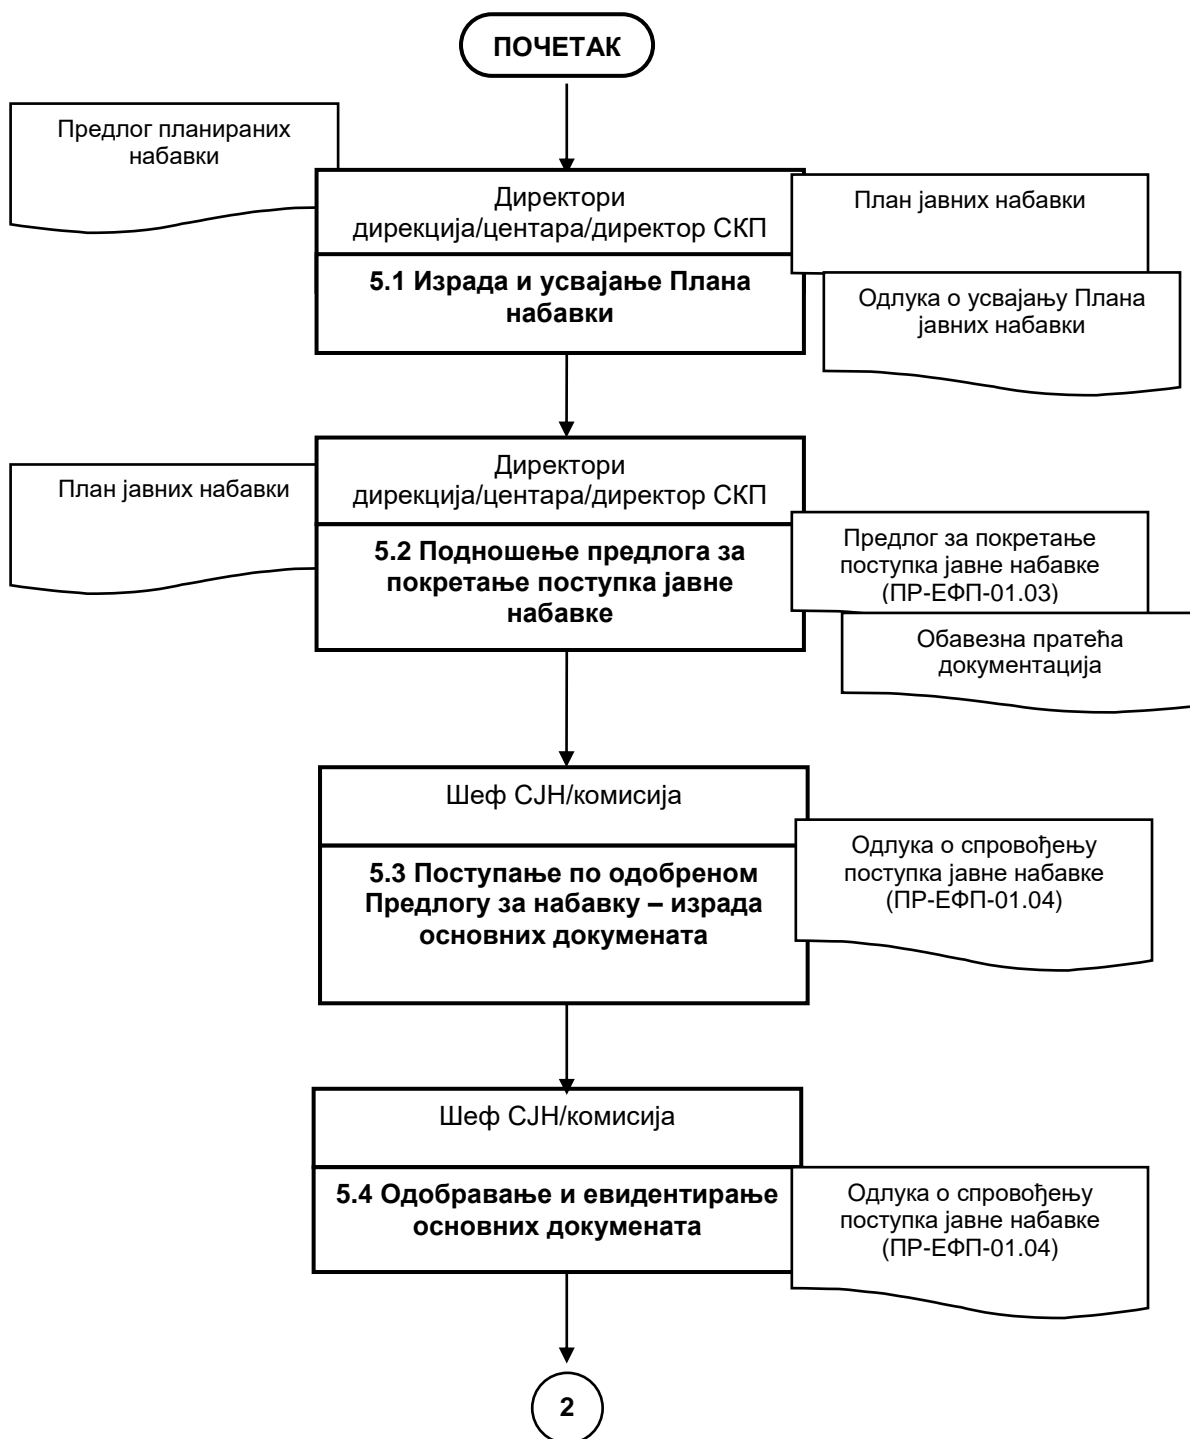 ПОЧЕТАК
Предлог планираних
набавки
Директори
дирекција/центара/директор СКП
5.1 Израда и усвајање Плана
набавки
План јавних набавки
Одлука о усвајању Плана
јавних набавки
План јавних набавки
Директори
дирекција/центара/директор СКП
5.2 Подношење предлога за
покретање поступка јавне
набавке
Предлог за покретање
поступка јавне набавке
(ПР-ЕФП-01.03)
Обавезна пратећа
документација
Шеф СЈН/комисија
5.3 Поступање по одобреном
Предлогу за набавку – израда
основних докумената
Одлука о спровођењу
поступка јавне набавке
(ПР-ЕФП-01.04)
Шеф СЈН/комисија
5.4 Одобравање и евидентирање
основних докумената
Одлука о спровођењу
поступка јавне набавке
(ПР-ЕФП-01.04)
2